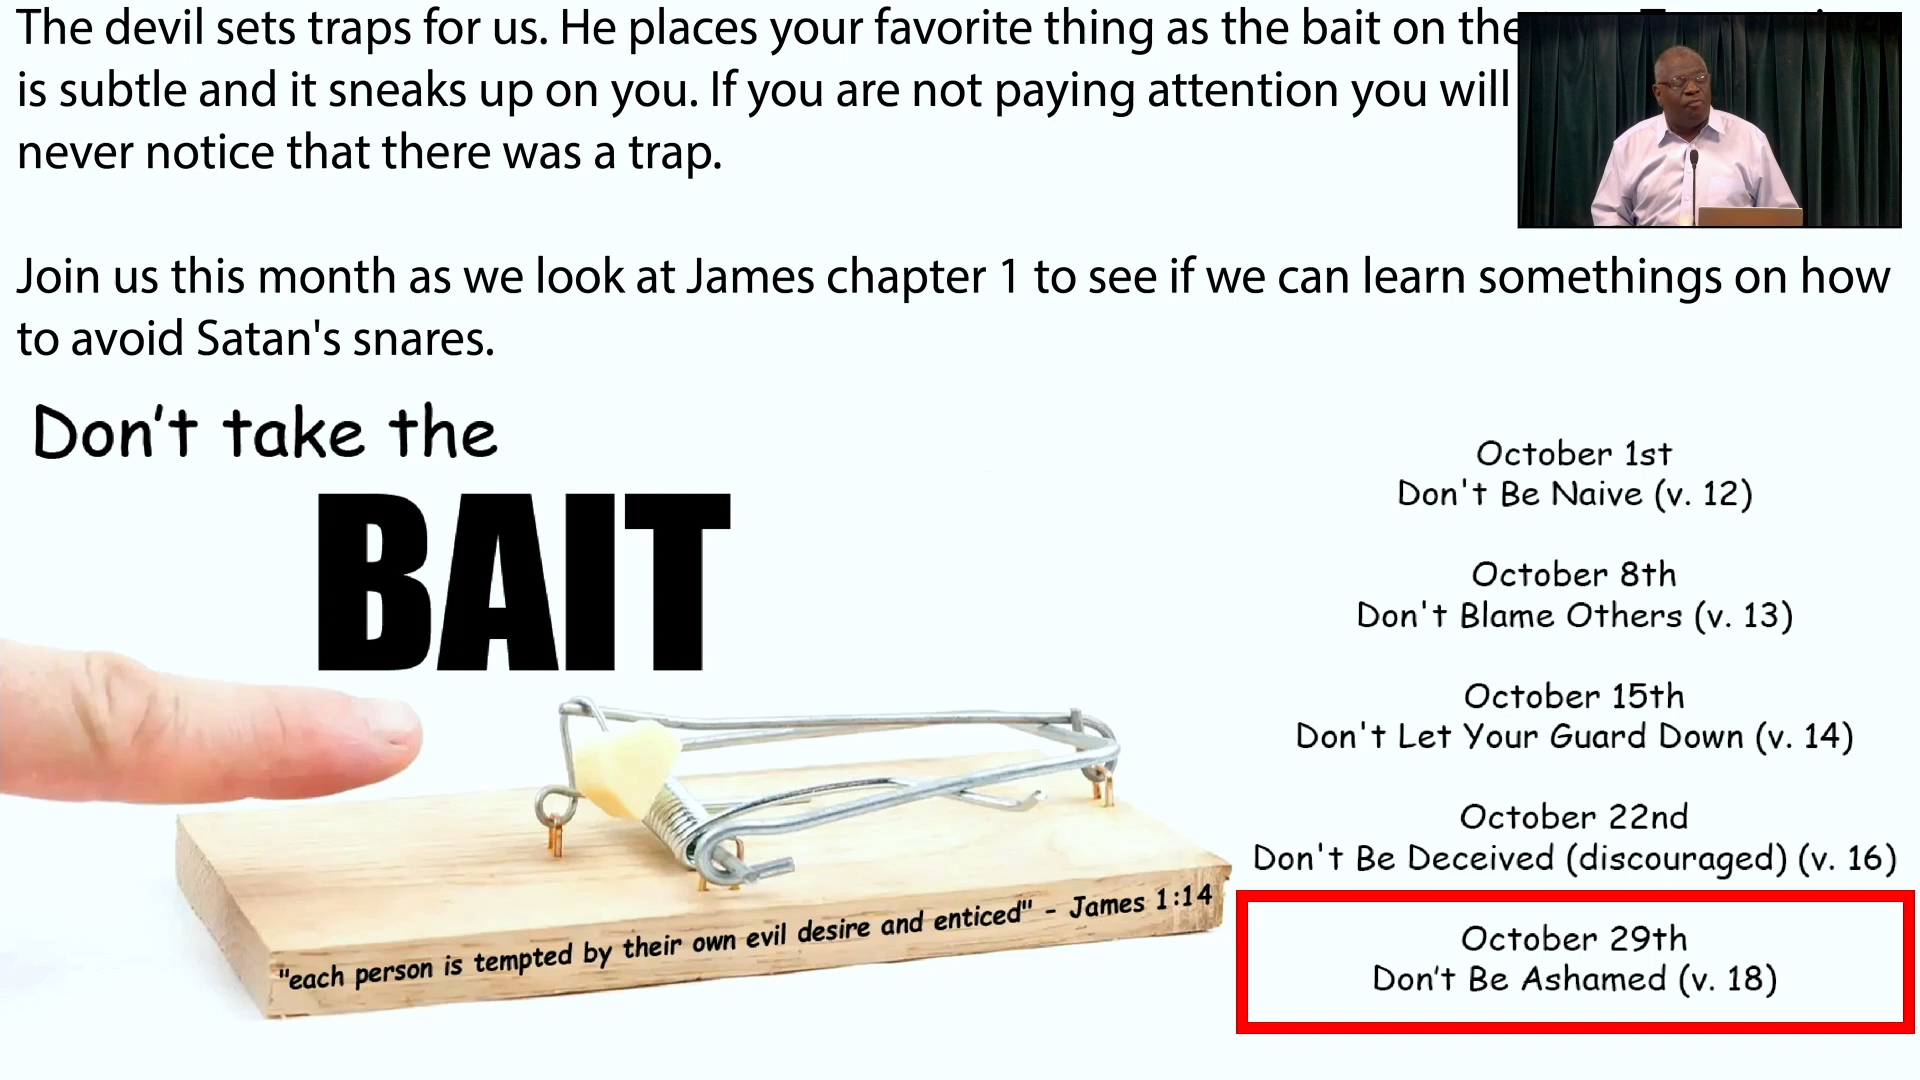 The devil sets traps for us. He places your favorite thing as the bait on the
is subtle and it sneaks up on you. If you are not paying attention you will
never notice that there was a trap.
Join us this month as we look at James chapter 1 to see if we can learn somethings on how
to avoid Satan's snares.
Don't take the
BAIT
"each person is tempted by their own evil desire and enticed" - James 1:14
October 1st
Don't Be Naive (v. 12)
October 8th
Don't Blame Others (v. 13)
October 15th
Don't Let Your Guard Down (v. 14)
October 22nd
Don't Be Deceived (discouraged) (v. 16)
October 29th
Don't Be Ashamed (v. 18)